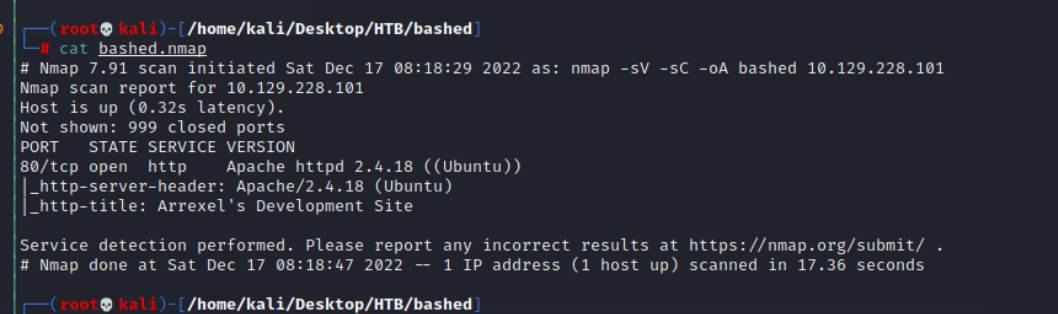 ┌──(root💀kali)-[/home/kali/Desktop/HTB/bashed]
└─# cat bashed.nmap
# Nmap 7.91 scan initiated Sat Dec 17 08:18:29 2022 as: nmap -sV -sC -oA bashed 10.129.228.101
Nmap scan report for 10.129.228.101
Host is up (0.32s latency).
Not shown: 999 closed ports
PORT   STATE SERVICE VERSION
80/tcp open  http    Apache httpd 2.4.18 ((Ubuntu))
|_http-server-header: Apache/2.4.18 (Ubuntu)
|_http-title: Arrexel's Development Site

Service detection performed. Please report any incorrect results at https://nmap.org/submit/ .
# Nmap done at Sat Dec 17 08:18:47 2022 -- 1 IP address (1 host up) scanned in 17.36 seconds

┌──(root💀kali)-[/home/kali/Desktop/HTB/bashed]